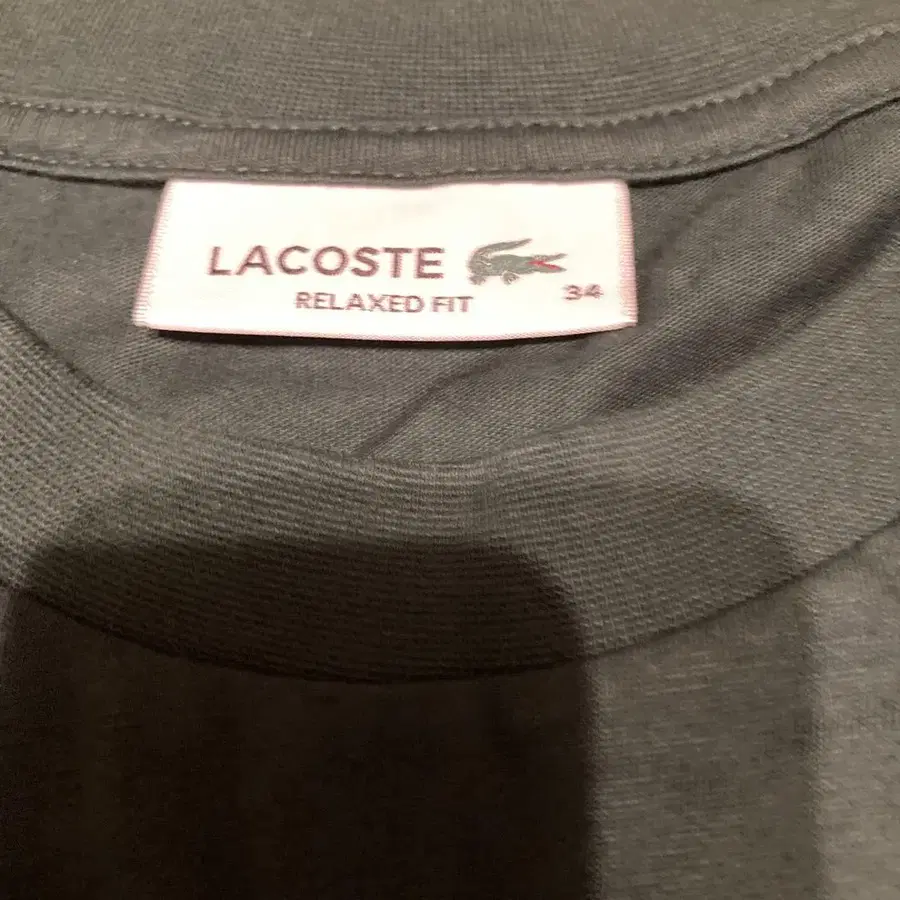 LACOSTE
RELAXED FIT
34